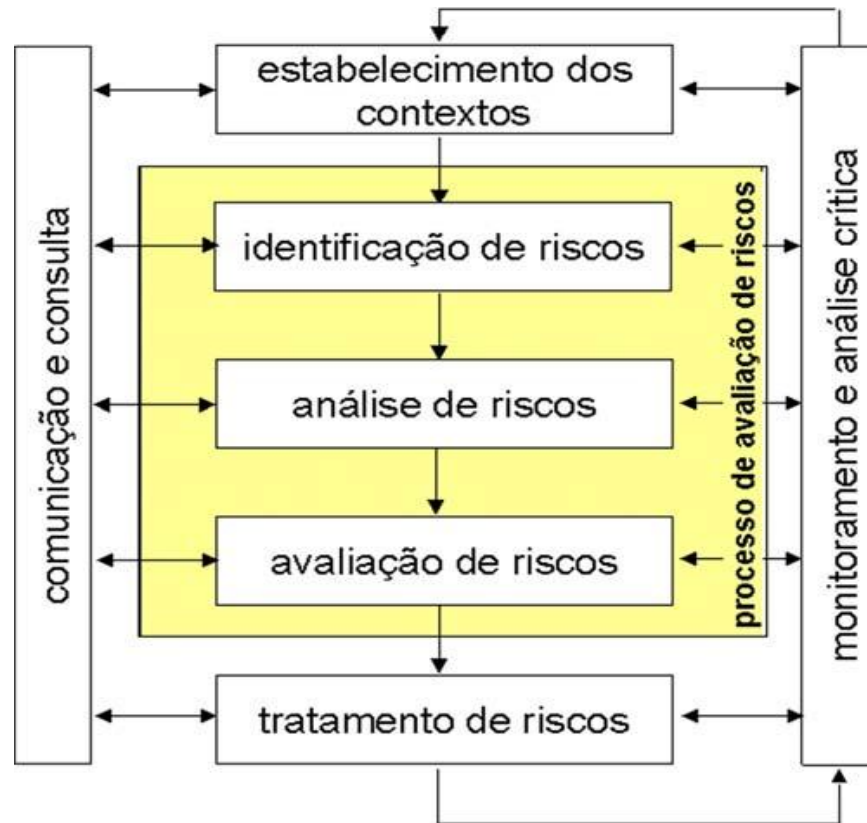 estabelecimento dos
contextos
comunicação e consulta
identificação de riscos
análise de riscos
avaliação de riscos
processo de avaliação de riscos
monitoramento e análise crítica
tratamento de riscos